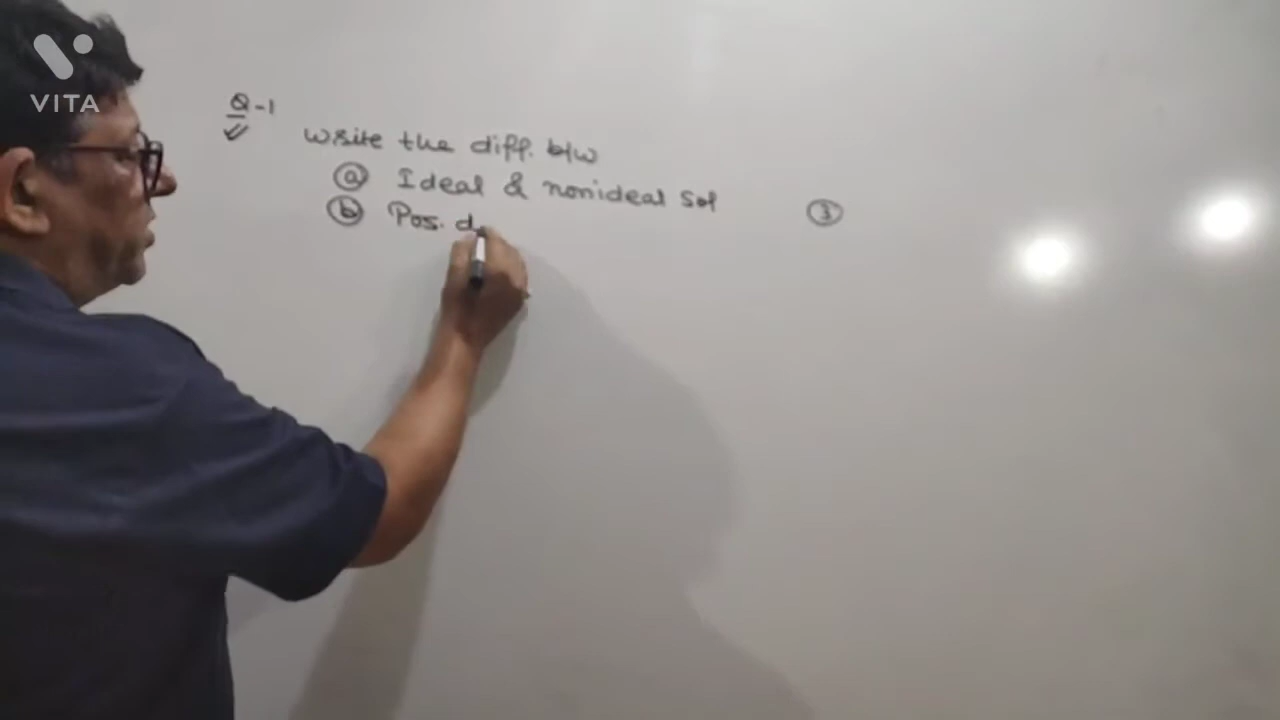 VITA
Q-1
Write the diff. b/w
(a) Ideal & nonideal Sol (3)
(b) Pos. d